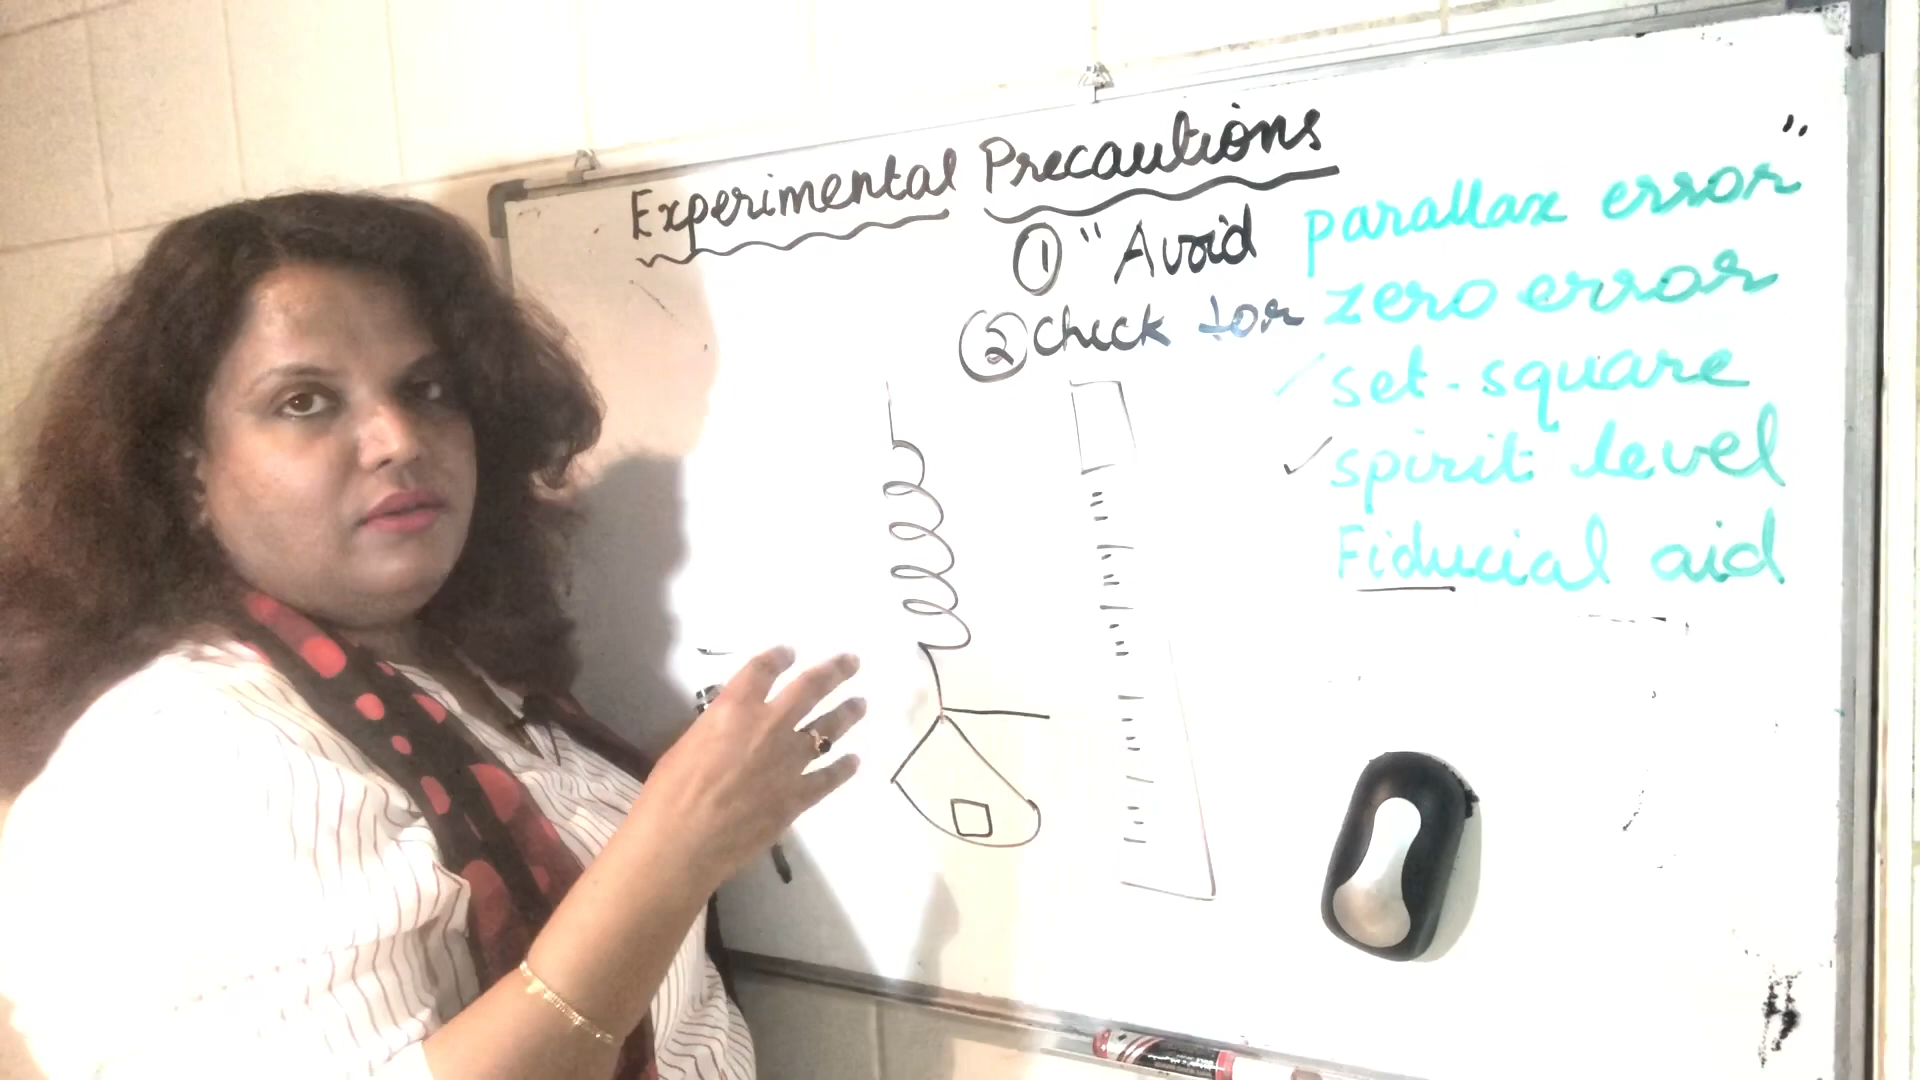 Experimental Precautions
① "Avoid parallax error"
② Check for zero error
✓ set-square
✓ spirit level
Fiducial aid